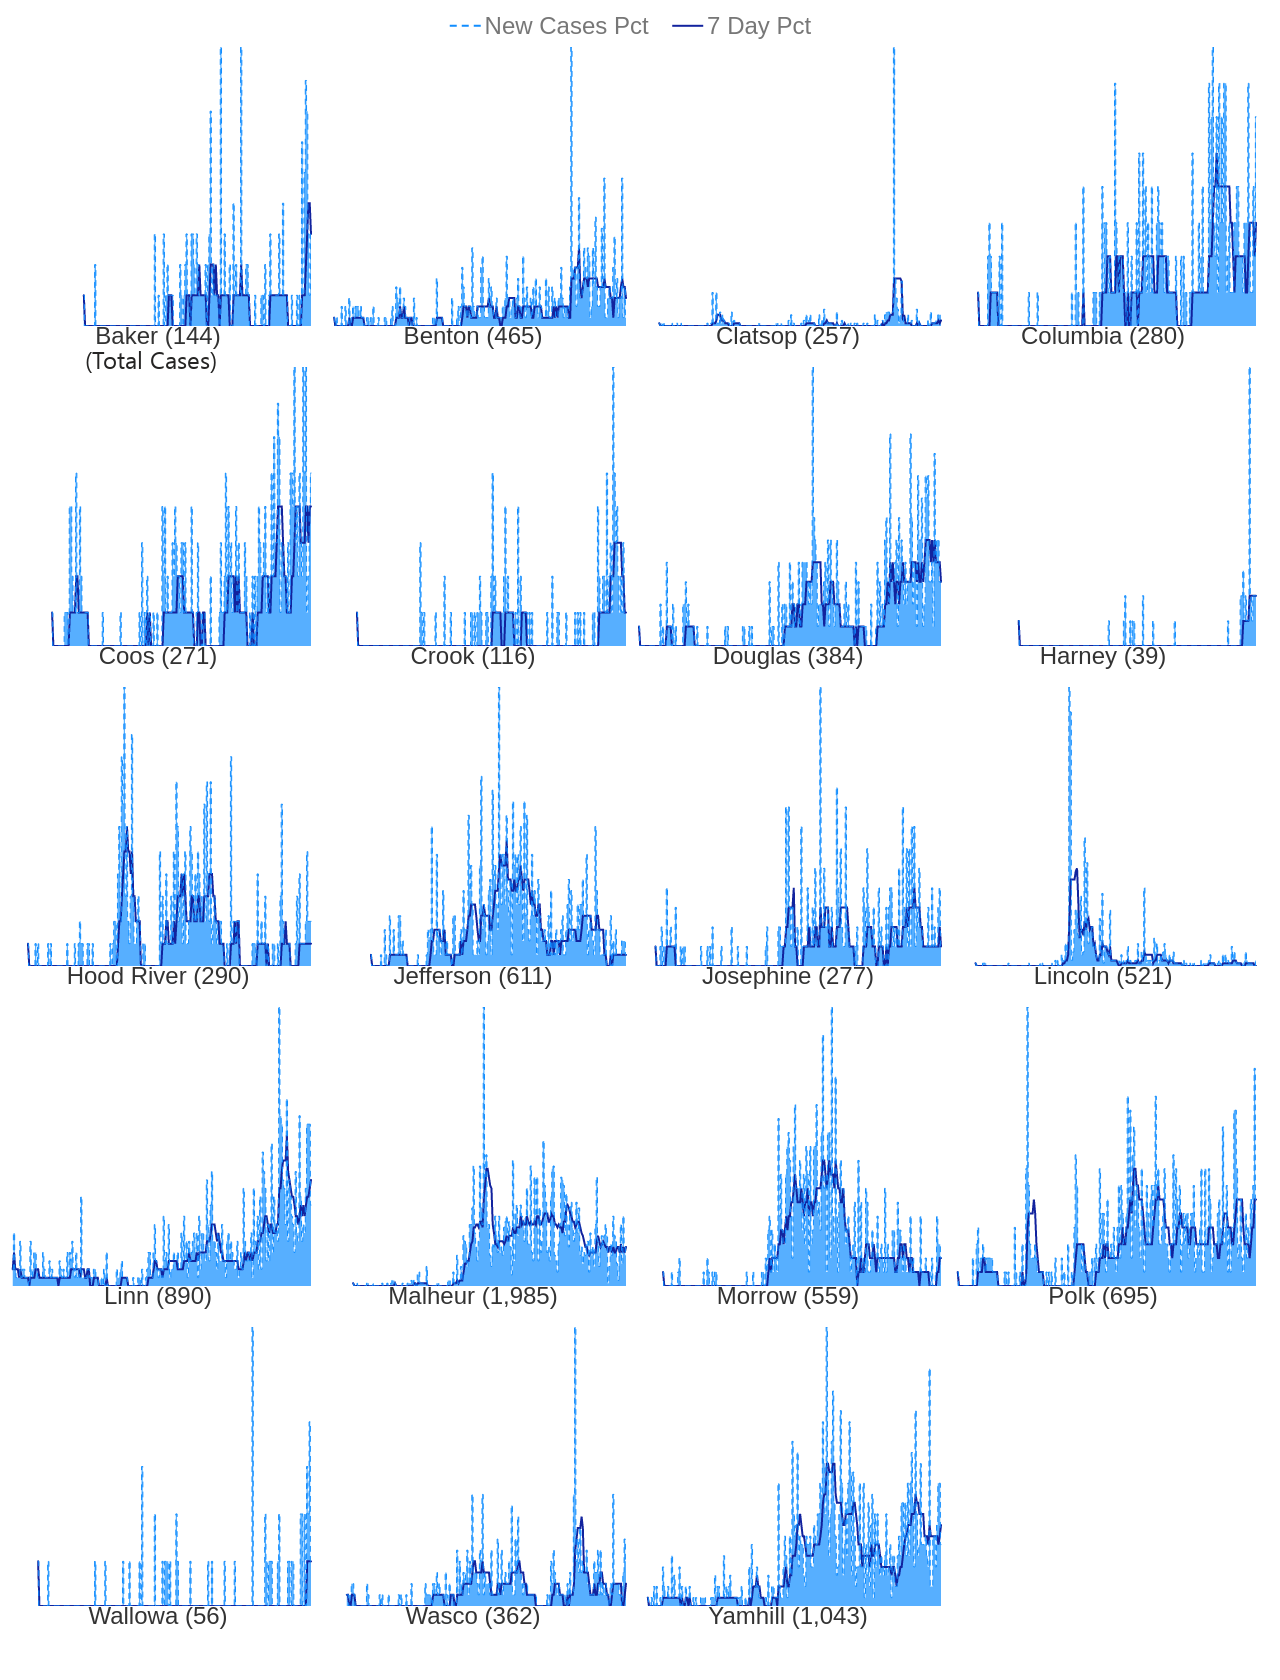 New Cases Pct 7 Day Pct
Baker (144) Benton (465) Clatsop (257) Columbia (280)
(Total Cases)
Coos (271) Crook (116) Douglas (384) Harney (39)
Hood River (290) Jefferson (611) Josephine (277) Lincoln (521)
Linn (890) Malheur (1,985) Morrow (559) Polk (695)
Wallowa (56) Wasco (362) Yamhill (1,043)